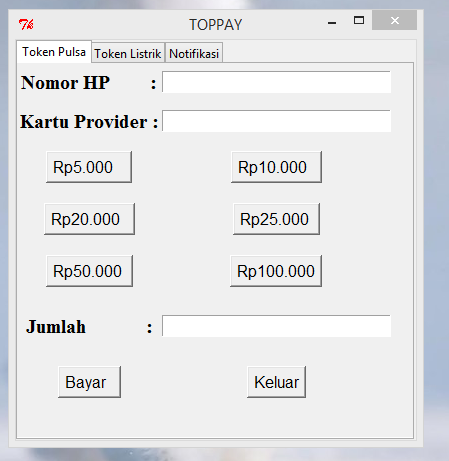 TOPPAY
Token Pulsa Token Listrik Notifikasi
Nomor HP :
Kartu Provider :
Rp5.000 Rp10.000
Rp20.000 Rp25.000
Rp50.000 Rp100.000
Jumlah :
Bayar Keluar